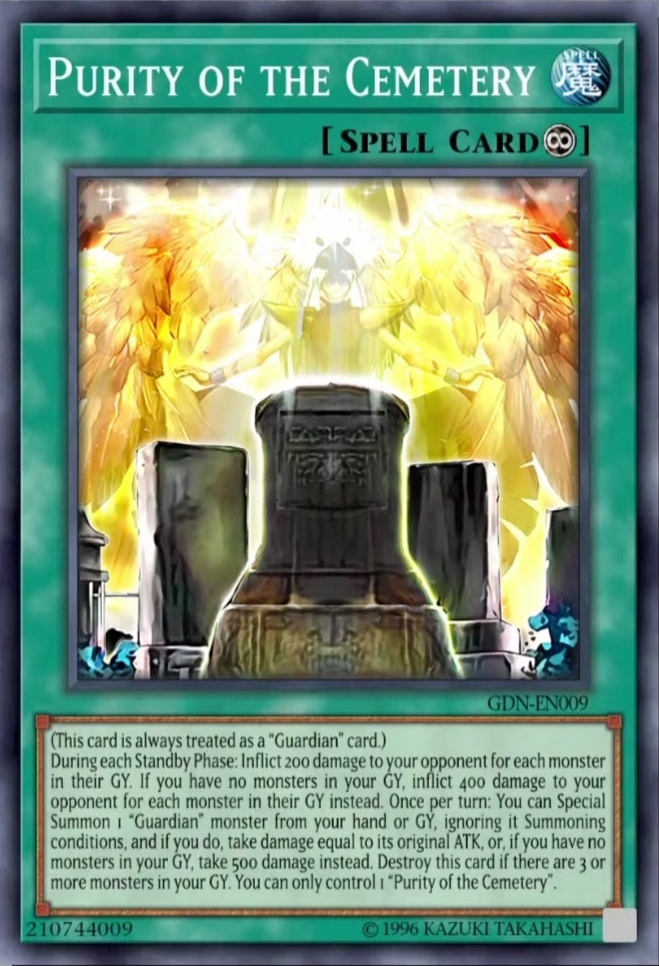 PURITY OF THE CEMETERY
SPELL
魔
[SPELL CARD∞]
GDN-EN009
(This card is always treated as a “Guardian” card.)
During each Standby Phase: Inflict 200 damage to your opponent for each monster
in their GY. If you have no monsters in your GY, inflict 400 damage to your
opponent for each monster in their GY instead. Once per turn: You can Special
Summon 1 “Guardian” monster from your hand or GY, ignoring it Summoning
conditions, and if you do, take damage equal to its original ATK, or, if you have no
monsters in your GY, take 500 damage instead. Destroy this card if there are 3 or
more monsters in your GY. You can only control 1 “Purity of the Cemetery”.
210744009
© 1996 KAZUKI TAKAHASHI